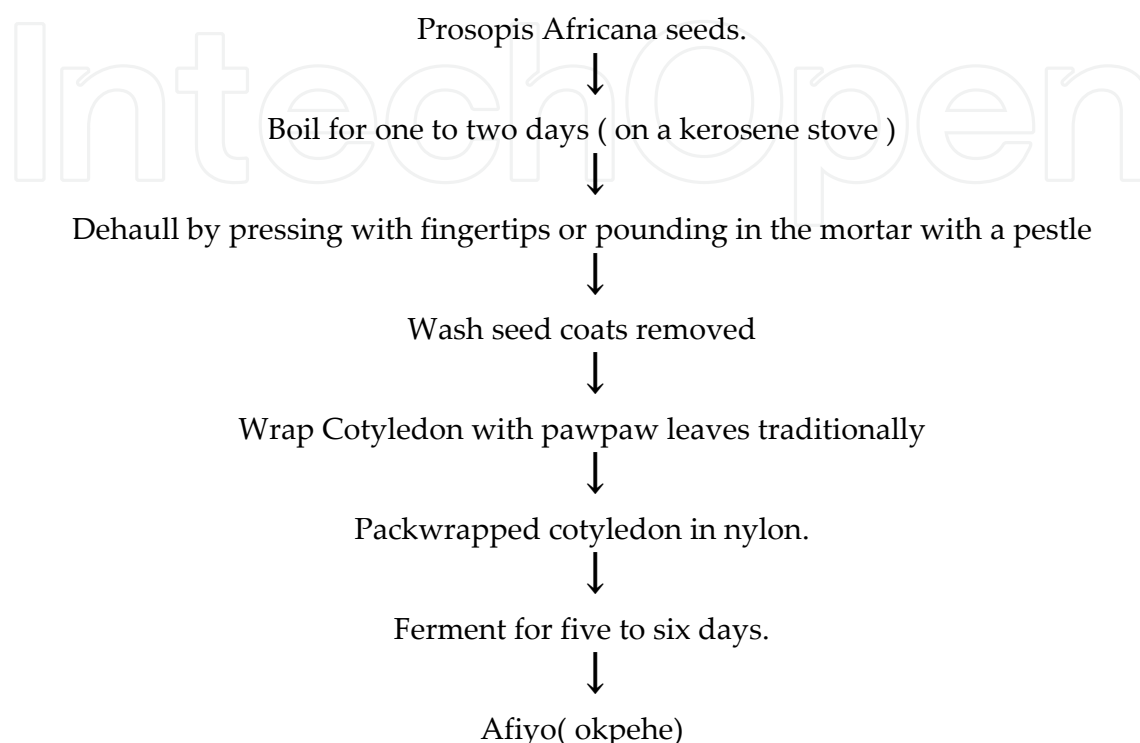 IntechOpen
Prosopis Africana seeds.
Boil for one to two days ( on a kerosene stove )
Dehaull by pressing with fingertips or pounding in the mortar with a pestle
Wash seed coats removed
Wrap Cotyledon with pawpaw leaves traditionally
Packwrapped cotyledon in nylon.
Ferment for five to six days.
Afiyo( okpehe)